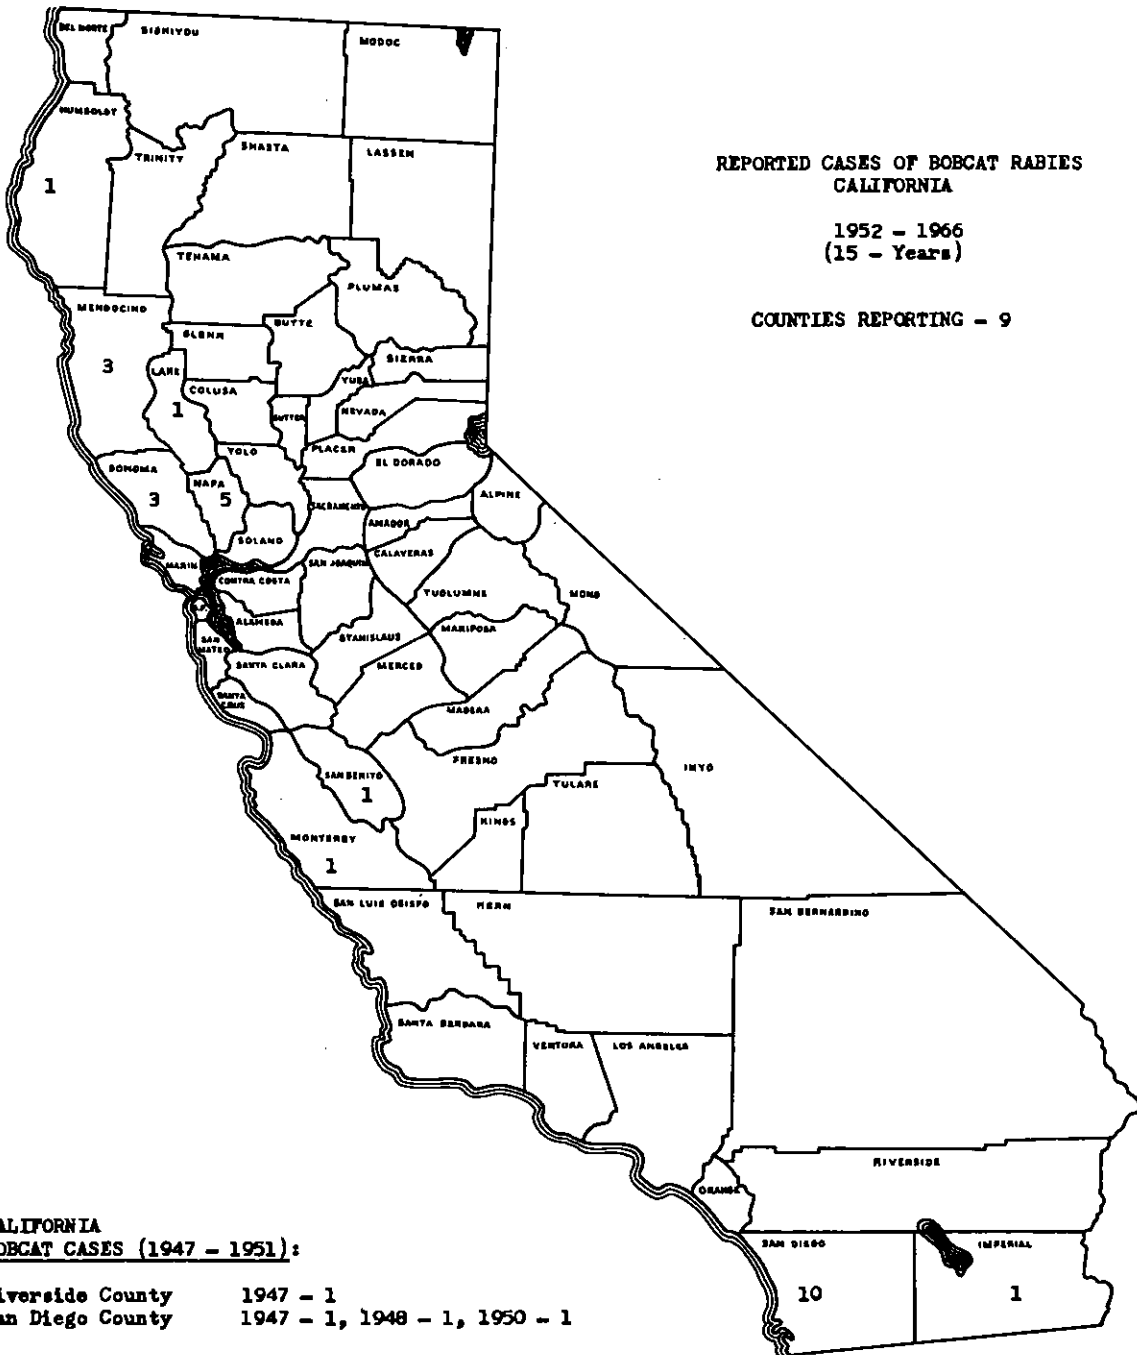 DEL NORTE
SISKIYOU
MODOC
HUMBOLDT
TRINITY
SHASTA
LASSEN
1
REPORTED CASES OF BOBCAT RABIES
CALIFORNIA
1952 - 1966
(15 - Years)
COUNTIES REPORTING - 9
TEHAMA
PLUMAS
MENDOCINO
3
GLENN
BUTTE
SIERRA
LAKE
1
COLUSA
YUBA
SUTTER
NEVADA
YOLO
PLACER
EL DORADO
SONOMA
3
NAPA
5
SACRAMENTO
ALPINE
AMADOR
SOLANO
MARIN
CONTRA COSTA
SAN JOAQUIN
CALAVERAS
TUOLUMNE
MONO
S.F.
ALAMEDA
STANISLAUS
MARIPOSA
SAN
MATEO
SANTA CLARA
MERCED
SANTA
CRUZ
MADERA
FRESNO
SAN BENITO
1
TULARE
INYO
KINGS
MONTEREY
1
SAN LUIS OBISPO
KERN
SAN BERNARDINO
SANTA BARBARA
VENTURA
LOS ANGELES
ORANGE
RIVERSIDE
SAN DIEGO
10
IMPERIAL
1
ALIFORNIA
OBCAT CASES (1947 - 1951):
iverside County 1947 - 1
an Diego County 1947 - 1, 1948 - 1, 1950 - 1